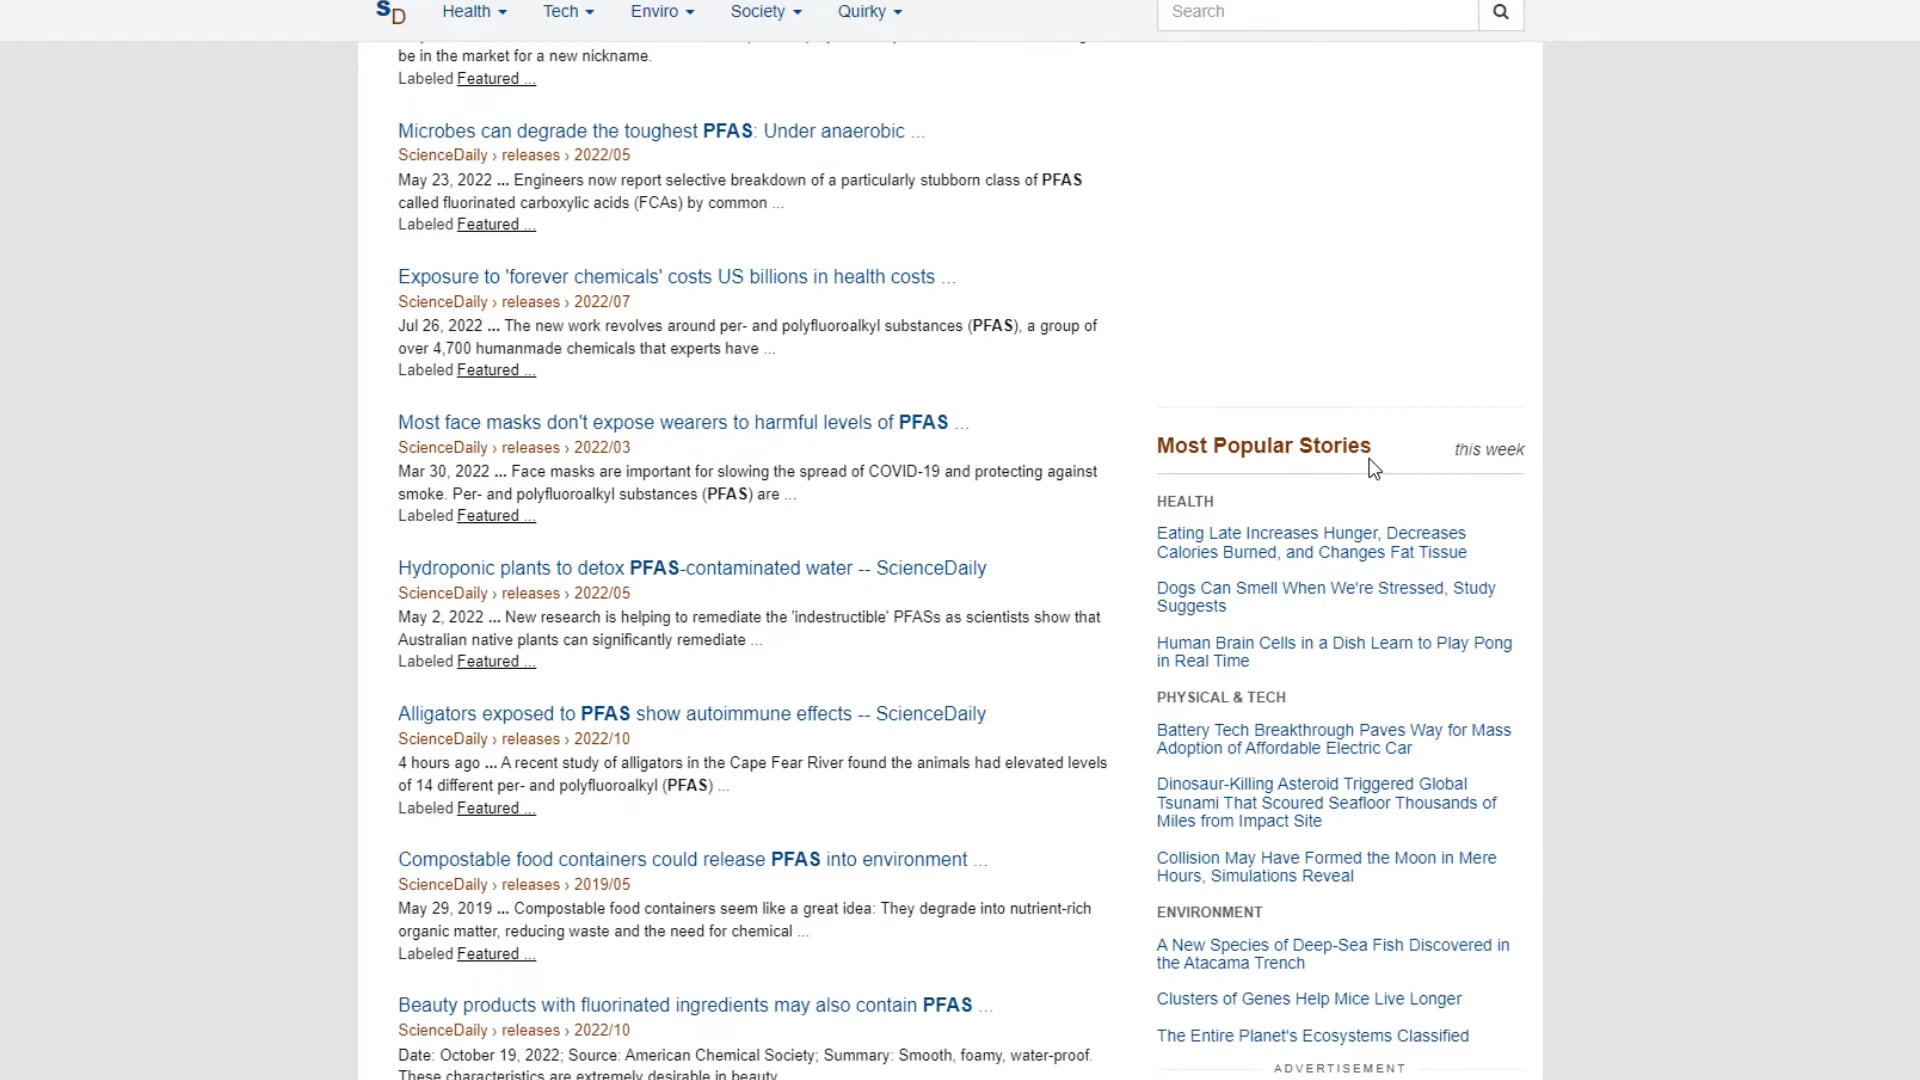 SD Health Tech Enviro Society Quirky Search
be in the market for a new nickname.
Labeled Featured ...
Microbes can degrade the toughest PFAS: Under anaerobic ...
ScienceDaily › releases › 2022/05
May 23, 2022 ... Engineers now report selective breakdown of a particularly stubborn class of PFAS
called fluorinated carboxylic acids (FCAs) by common ...
Labeled Featured ...
Exposure to 'forever chemicals' costs US billions in health costs ...
ScienceDaily › releases › 2022/07
Jul 26, 2022 ... The new work revolves around per- and polyfluoroalkyl substances (PFAS), a group of
over 4,700 humanmade chemicals that experts have ...
Labeled Featured ...
Most face masks don't expose wearers to harmful levels of PFAS ...
ScienceDaily › releases › 2022/03
Mar 30, 2022 ... Face masks are important for slowing the spread of COVID-19 and protecting against
smoke. Per- and polyfluoroalkyl substances (PFAS) are ...
Labeled Featured ...
Hydroponic plants to detox PFAS-contaminated water -- ScienceDaily
ScienceDaily › releases › 2022/05
May 2, 2022 ... New research is helping to remediate the 'indestructible' PFASs as scientists show that
Australian native plants can significantly remediate ...
Labeled Featured ...
Alligators exposed to PFAS show autoimmune effects -- ScienceDaily
ScienceDaily › releases › 2022/10
4 hours ago ... A recent study of alligators in the Cape Fear River found the animals had elevated levels
of 14 different per- and polyfluoroalkyl (PFAS) ...
Labeled Featured ...
Compostable food containers could release PFAS into environment ...
ScienceDaily › releases › 2019/05
May 29, 2019 ... Compostable food containers seem like a great idea: They degrade into nutrient-rich
organic matter, reducing waste and the need for chemical ...
Labeled Featured ...
Beauty products with fluorinated ingredients may also contain PFAS ...
ScienceDaily › releases › 2022/10
Date: October 19, 2022; Source: American Chemical Society; Summary: Smooth, foamy, water-proof.
These characteristics are extremely desirable in beauty
Most Popular Stories this week
HEALTH
Eating Late Increases Hunger, Decreases
Calories Burned, and Changes Fat Tissue
Dogs Can Smell When We're Stressed, Study
Suggests
Human Brain Cells in a Dish Learn to Play Pong
in Real Time
PHYSICAL & TECH
Battery Tech Breakthrough Paves Way for Mass
Adoption of Affordable Electric Car
Dinosaur-Killing Asteroid Triggered Global
Tsunami That Scoured Seafloor Thousands of
Miles from Impact Site
Collision May Have Formed the Moon in Mere
Hours, Simulations Reveal
ENVIRONMENT
A New Species of Deep-Sea Fish Discovered in
the Atacama Trench
Clusters of Genes Help Mice Live Longer
The Entire Planet's Ecosystems Classified
ADVERTISEMENT